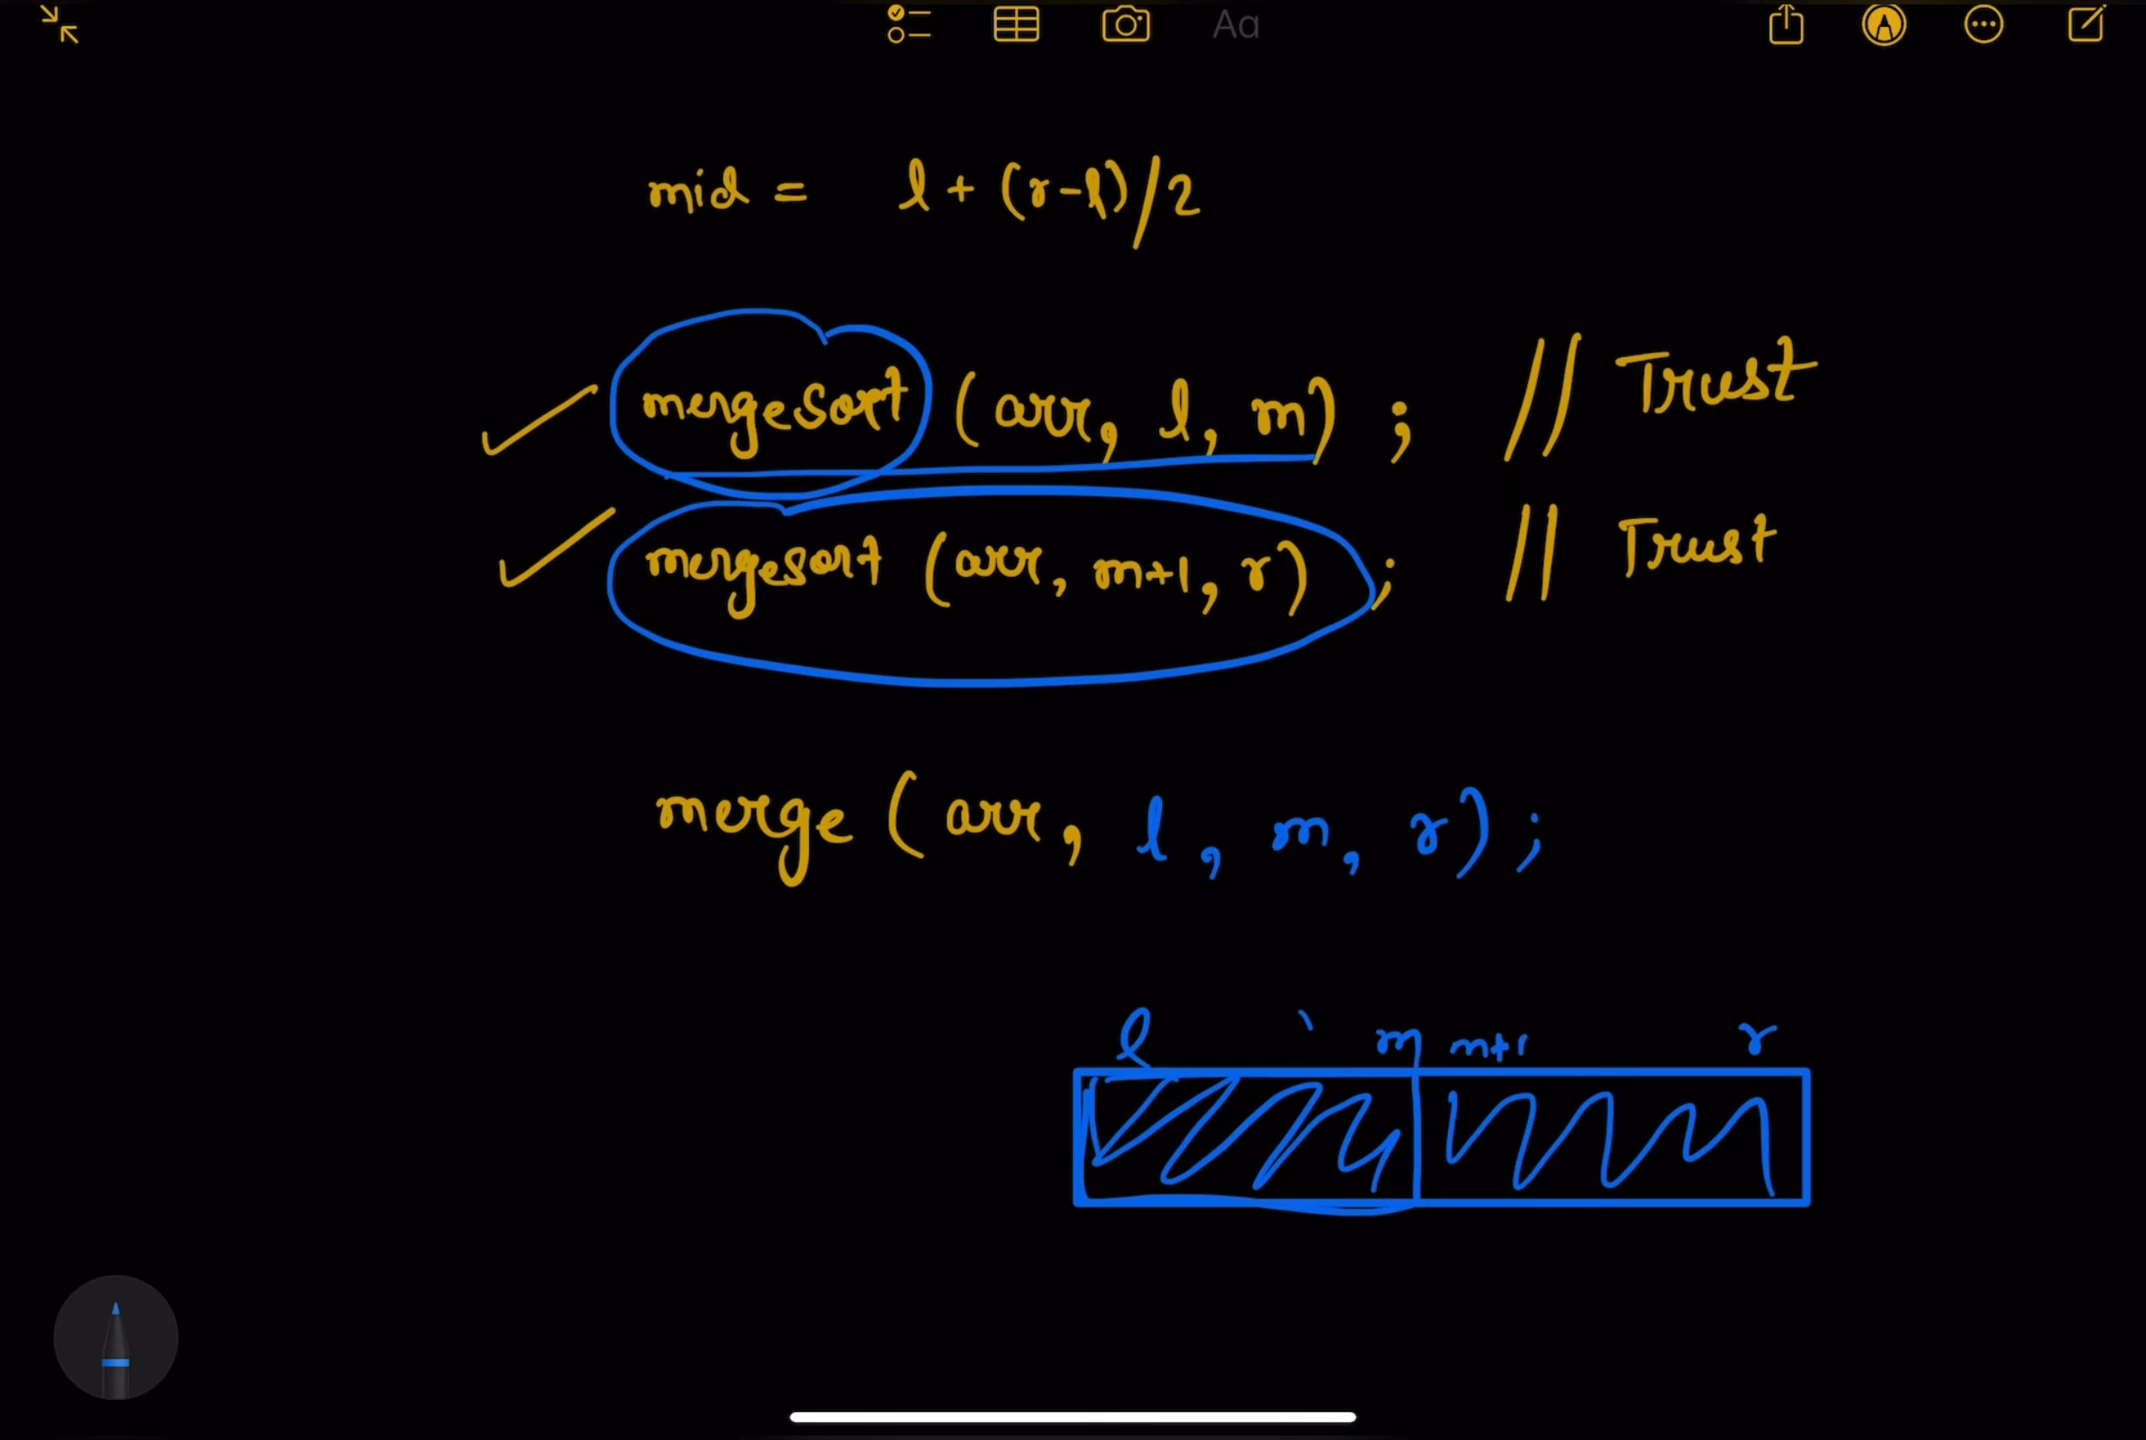 Aa
mid = l + (r-l)/2
mergeSort (arr, l, m) ; // Trust
mergesort (arr, m+1, r) ; // Trust
merge (arr, l, m, r) ;
l m m+1 r